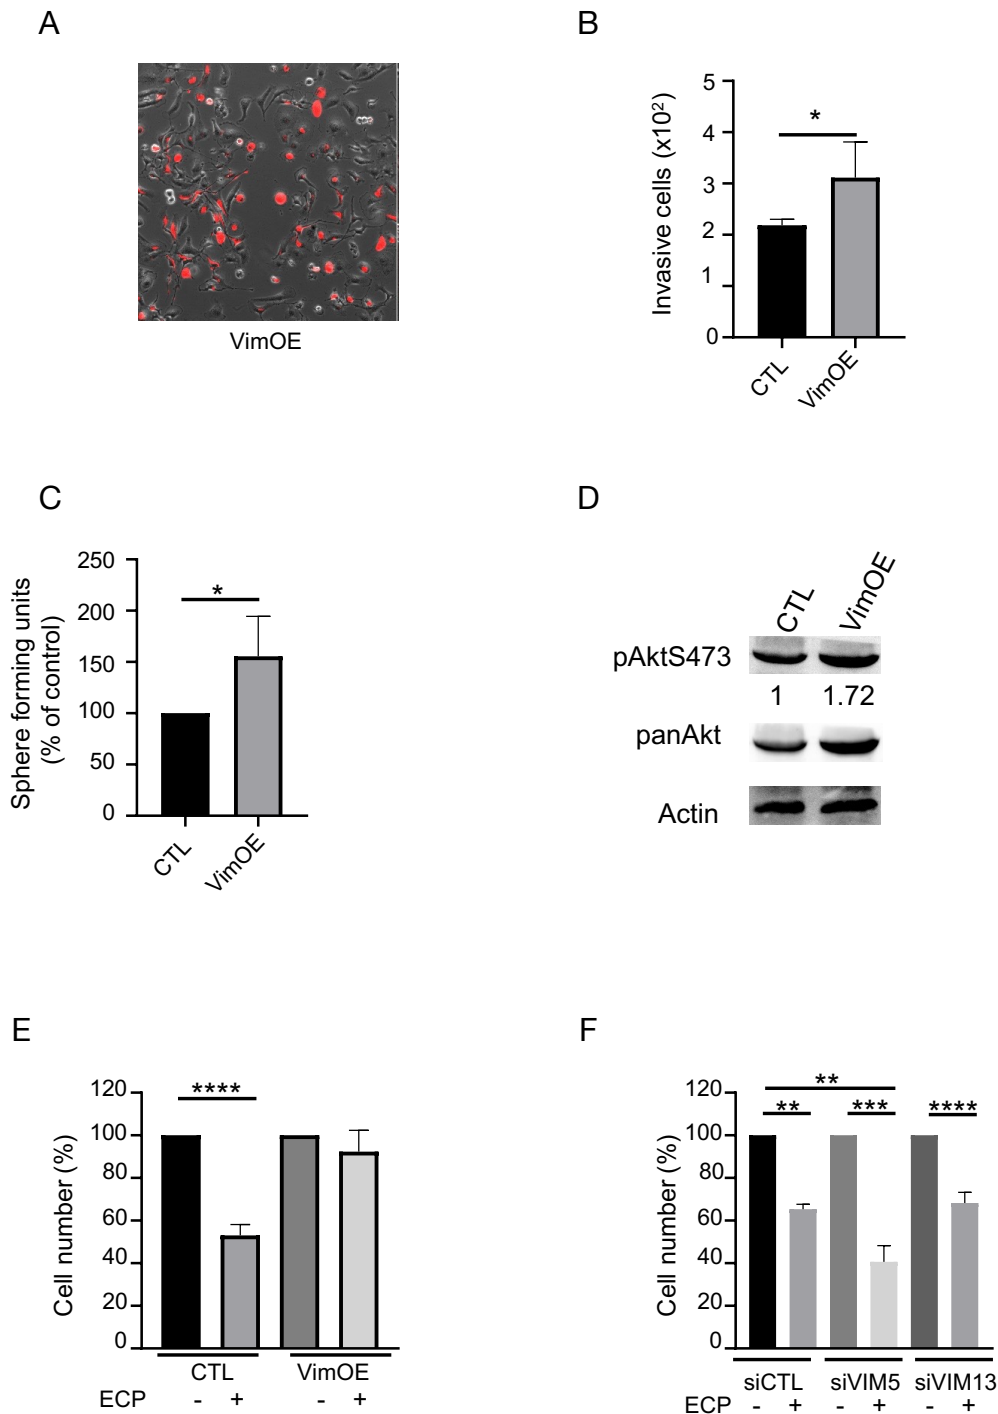 A
VimOE
B
Invasive cells (x10²)
5
4
3
2
1
0
*
CTL
VimOE
C
Sphere forming units
(% of control)
250
200
150
100
50
0
*
CTL
VimOE
D
CTL
VimOE
pAktS473
1 1.72
panAkt
Actin
E
Cell number (%)
120
100
80
60
40
20
0
****
CTL VimOE
ECP - + - +
F
Cell number (%)
120
100
80
60
40
20
0
**
** *** ****
siCTL siVIM5 siVIM13
ECP - + - + - +